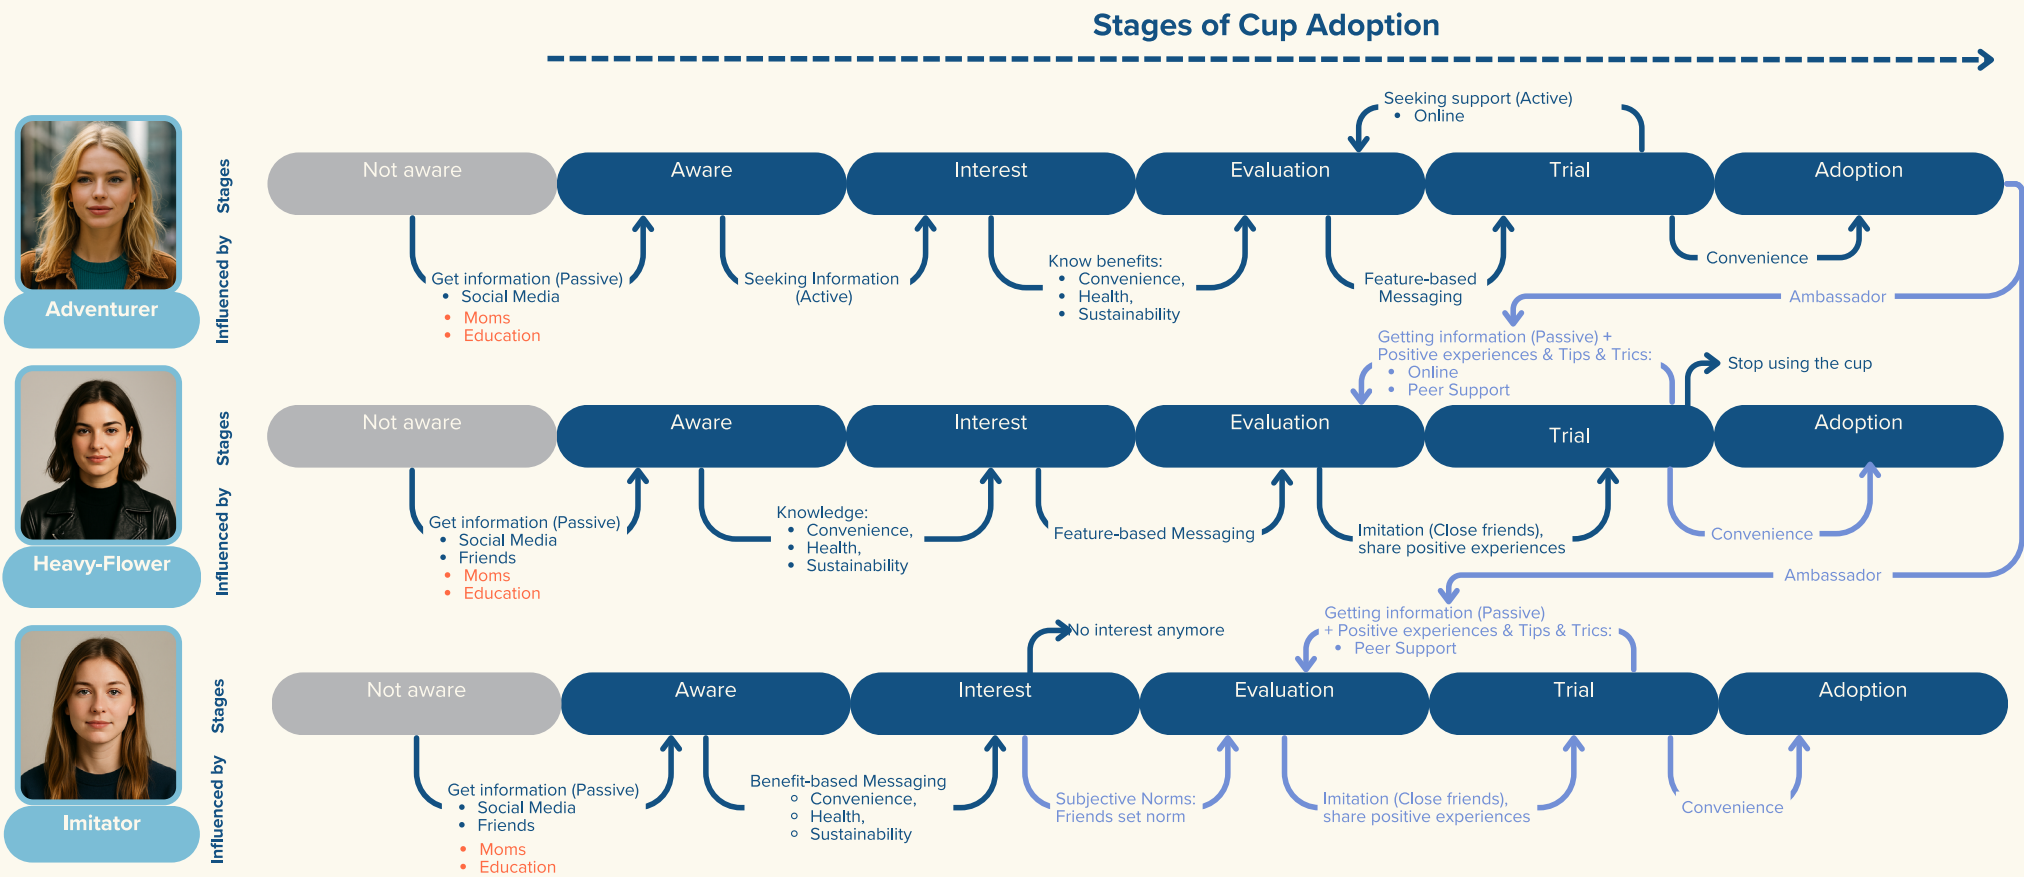 Stages of Cup Adoption
Adventurer
Stages
Influenced by
Seeking support (Active)
• Online
Not aware
Aware
Interest
Evaluation
Trial
Adoption
Get information (Passive)
• Social Media
• Moms
• Education
Seeking Information
(Active)
Know benefits:
• Convenience,
• Health,
• Sustainability
Feature-based
Messaging
Convenience
Ambassador
Heavy-Flower
Stages
Influenced by
Getting information (Passive) +
Positive experiences & Tips & Trics:
• Online
• Peer Support
Stop using the cup
Not aware
Aware
Interest
Evaluation
Trial
Adoption
Get information (Passive)
• Social Media
• Friends
• Moms
• Education
Knowledge:
• Convenience,
• Health,
• Sustainability
Feature-based Messaging
Imitation (Close friends),
share positive experiences
Convenience
Ambassador
Imitator
Stages
Influenced by
No interest anymore
Getting information (Passive)
+ Positive experiences & Tips & Trics:
• Peer Support
Not aware
Aware
Interest
Evaluation
Trial
Adoption
Get information (Passive)
• Social Media
• Friends
• Moms
• Education
Benefit-based Messaging
○ Convenience,
○ Health,
○ Sustainability
Subjective Norms:
Friends set norm
Imitation (Close friends),
share positive experiences
Convenience